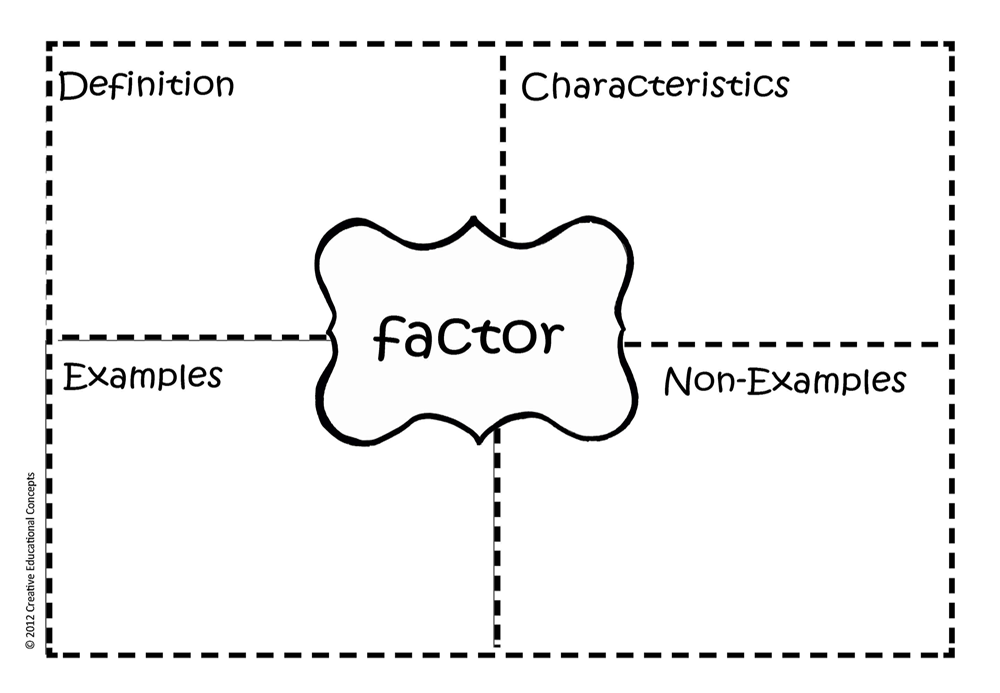 Definition
Characteristics
factor
Examples
Non-Examples
© 2012 Creative Educational Concepts